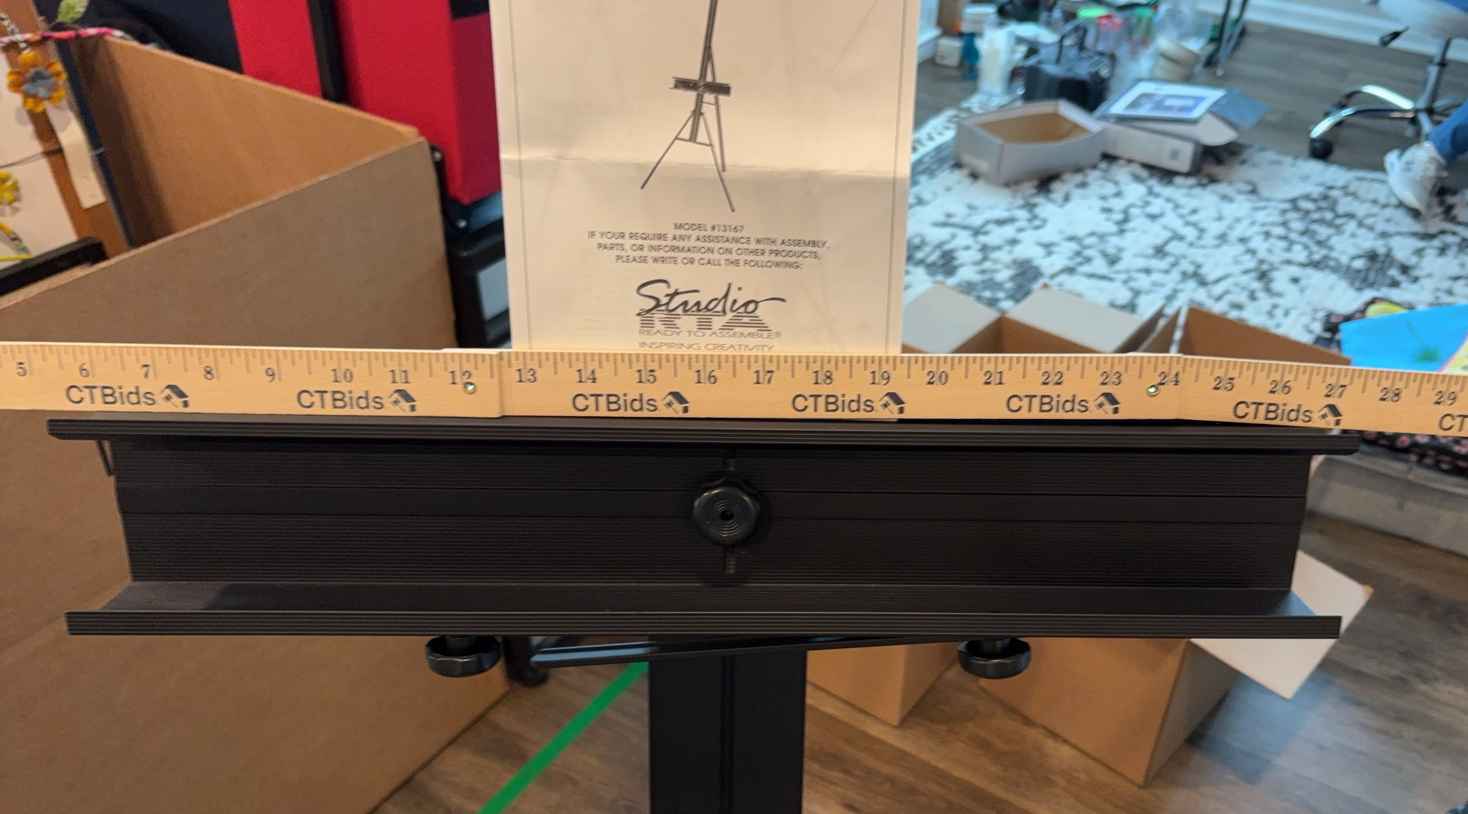 MODEL #13167
IF YOUR REQUIRE ANY ASSISTANCE WITH ASSEMBLY,
PARTS, OR INFORMATION ON OTHER PRODUCTS,
PLEASE WRITE OR CALL THE FOLLOWING:
Studio
RTA
READY TO ASSEMBLE®
INSPIRING CREATIVITY
5 6 7 8 9 10 11 12 13 14 15 16 17 18 19 20 21 22 23 24 25 26 27 28 29
CTBids CTBids CTBids CTBids CTBids CTBids CT